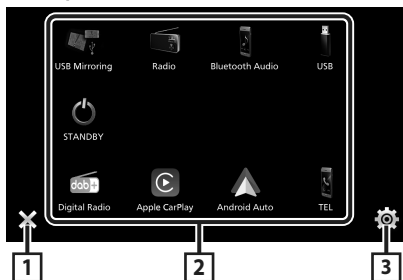 USB Mirroring Radio Bluetooth Audio USB
STANDBY
dab+
Digital Radio Apple CarPlay Android Auto TEL
1 2 3